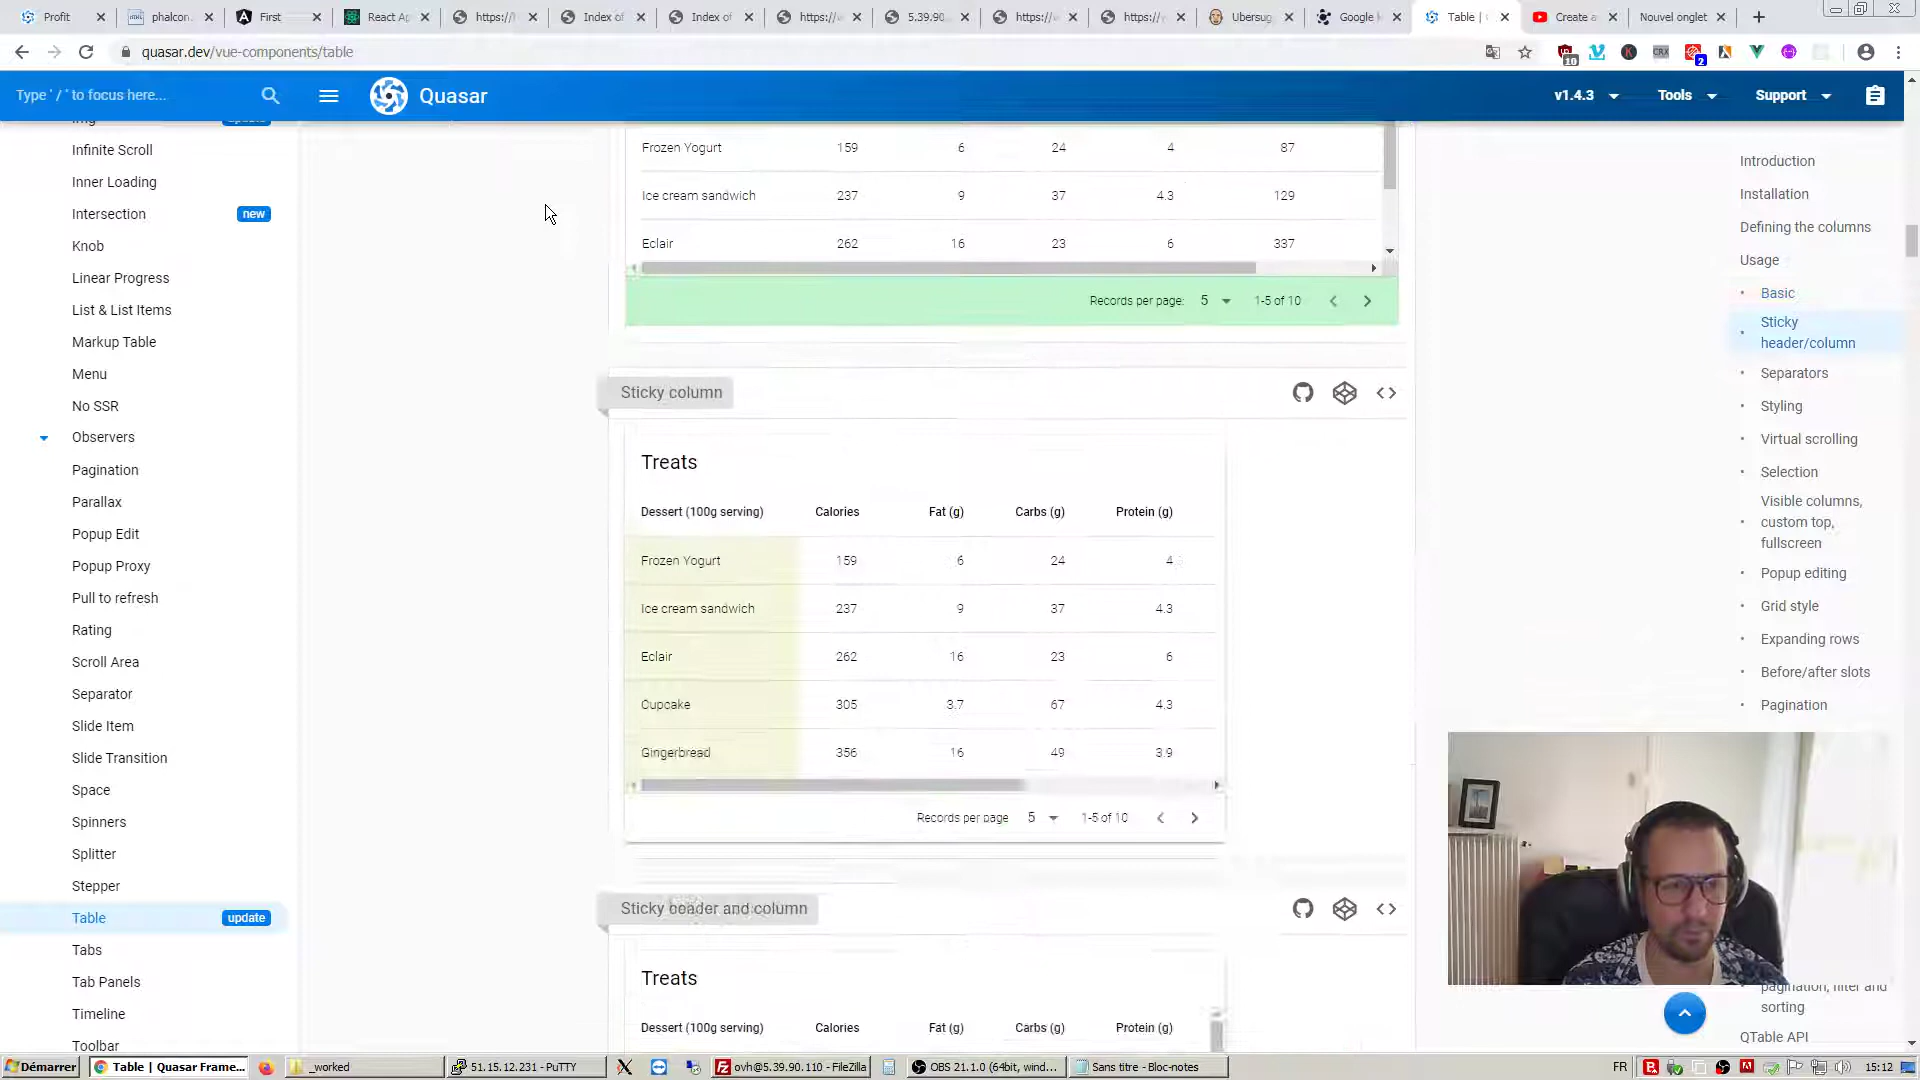 Profit
phalcon
First
React Ap
https://
Index of
Index of
https://
5.39.90
https://
https://
Ubersug
Google
Table |
Create a
Nouvel onglet
quasar.dev/vue-components/table
10
2
Type ' / ' to focus here...
Quasar
v1.4.3
Tools
Support
Img
update
Infinite Scroll
Inner Loading
Intersection
new
Knob
Linear Progress
List & List Items
Markup Table
Menu
No SSR
Observers
Pagination
Parallax
Popup Edit
Popup Proxy
Pull to refresh
Rating
Scroll Area
Separator
Slide Item
Slide Transition
Space
Spinners
Splitter
Stepper
Table
update
Tabs
Tab Panels
Timeline
Toolbar
Frozen Yogurt 159 6 24 4 87
Ice cream sandwich 237 9 37 4.3 129
Eclair 262 16 23 6 337
Records per page: 5 1-5 of 10
Sticky column
Treats
Dessert (100g serving) Calories Fat (g) Carbs (g) Protein (g)
Frozen Yogurt 159 6 24 4
Ice cream sandwich 237 9 37 4.3
Eclair 262 16 23 6
Cupcake 305 3.7 67 4.3
Gingerbread 356 16 49 3.9
Records per page 5 1-5 of 10
Sticky header and column
Treats
Dessert (100g serving) Calories Fat (g) Carbs (g) Protein (g)
Introduction
Installation
Defining the columns
Usage
Basic
Sticky
header/column
Separators
Styling
Virtual scrolling
Selection
Visible columns,
custom top,
fullscreen
Popup editing
Grid style
Expanding rows
Before/after slots
Pagination
pagination, filter and
sorting
QTable API
Démarrer
Table | Quasar Frame...
_worked
51.15.12.231 - PuTTY
ovh@5.39.90.110 - FileZilla
OBS 21.1.0 (64bit, wind...
Sans titre - Bloc-notes
FR
15:12